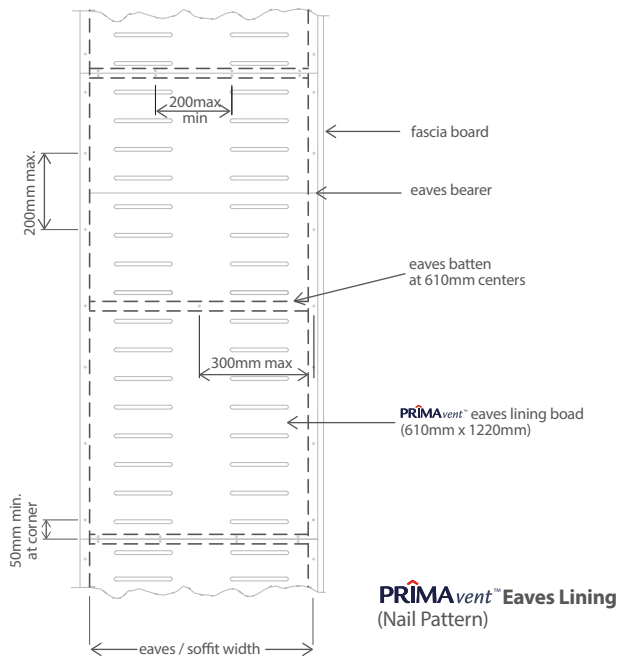 200max
min
fascia board
200mm max.
eaves bearer
eaves batten
at 610mm centers
300mm max
PRIMAvent™ eaves lining boad
(610mm x 1220mm)
50mm min.
at corner
PRIMAvent™ Eaves Lining
(Nail Pattern)
eaves / soffit width